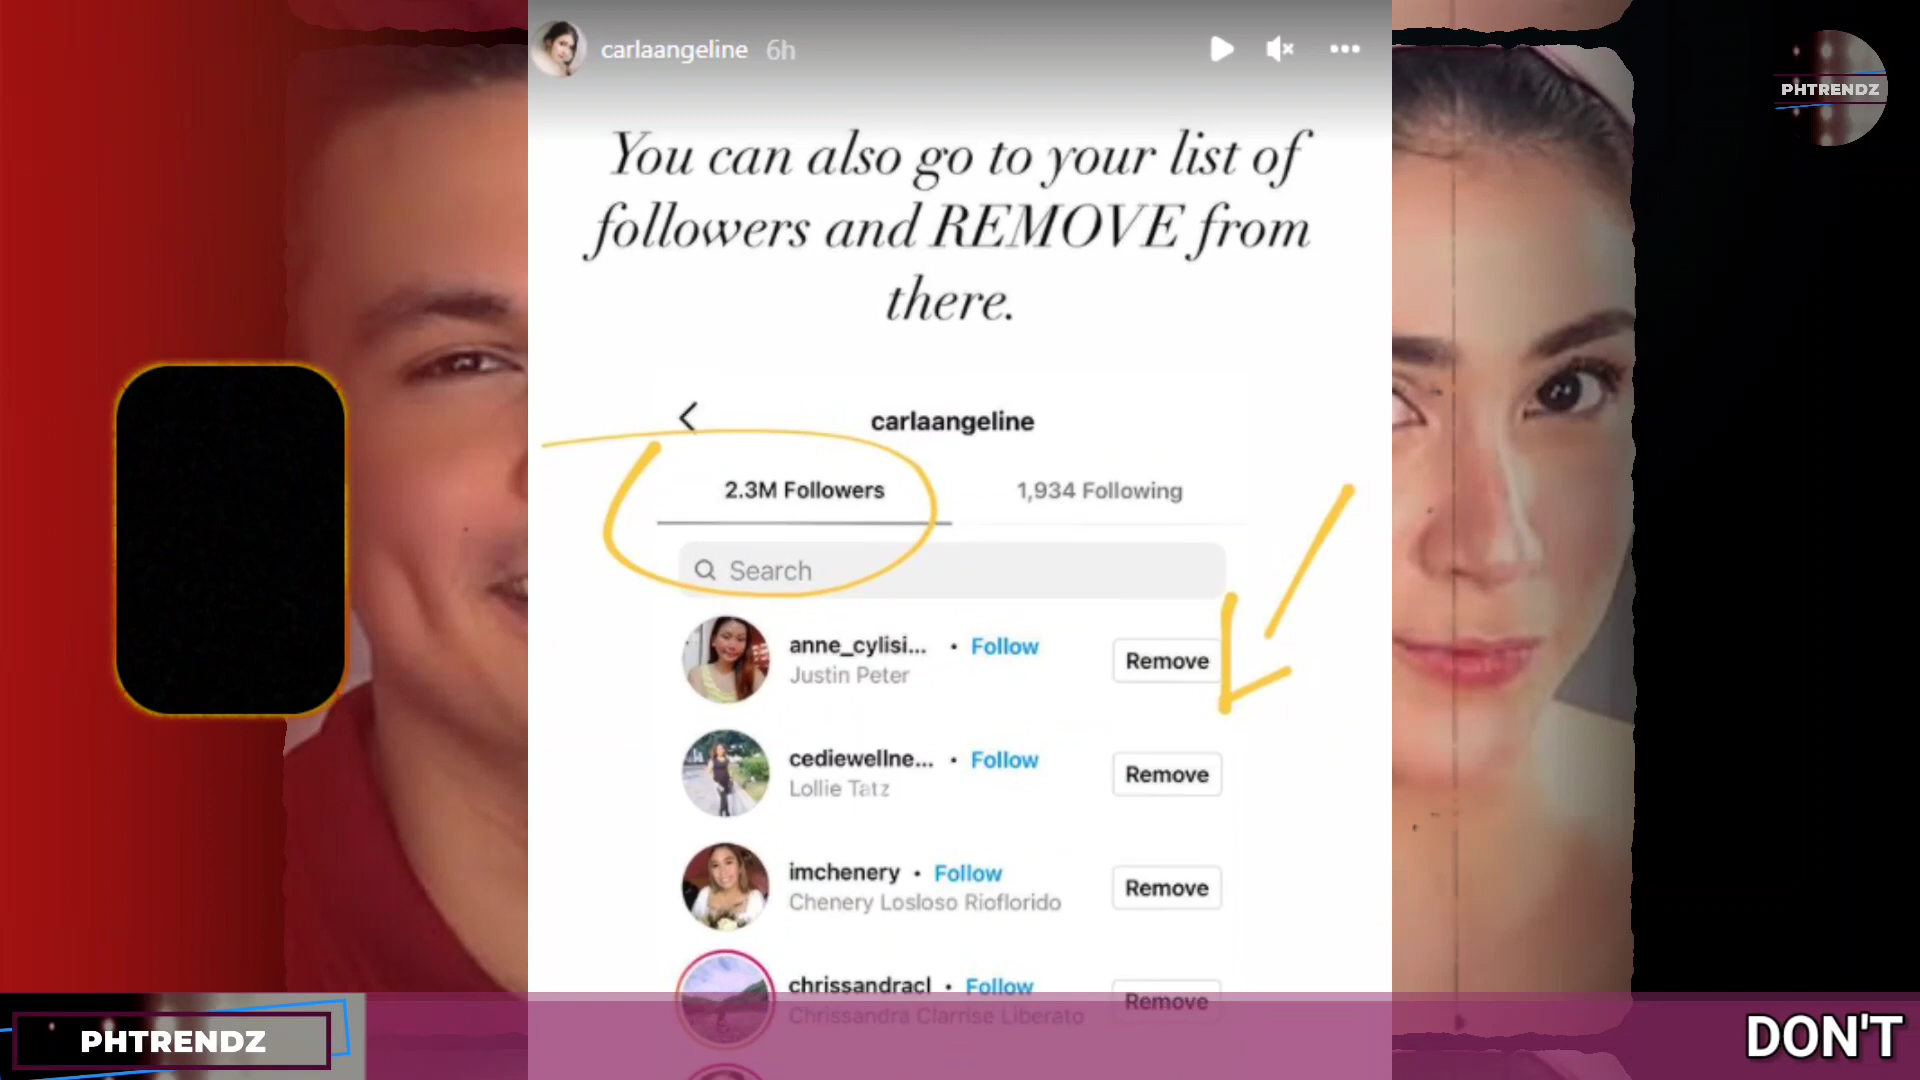 carlaangeline 6h
PHTRENDZ
You can also go to your list of
followers and REMOVE from
there.
carlaangeline
2.3M Followers
1,934 Following
Search
anne_cylisi... • Follow
Justin Peter
Remove
cediewellne... • Follow
Lollie Tatz
Remove
imchenery • Follow
Chenery Losloso Rioflorido
Remove
chrissandracl • Follow
Chrissandra Clarrise Liberato
Remove
PHTRENDZ
DON'T